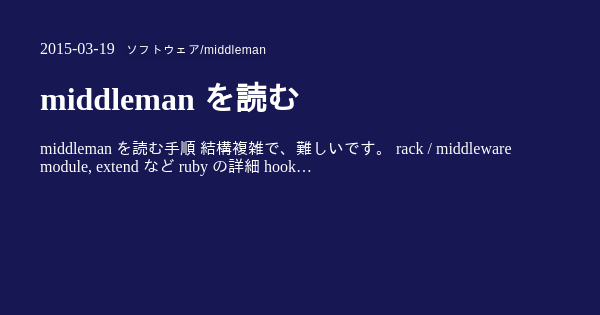 2015-03-19 ソフトウェア/middleman
middleman を読む
middleman を読む手順 結構複雑で、難しいです。 rack / middleware
module, extend など ruby の詳細 hook…